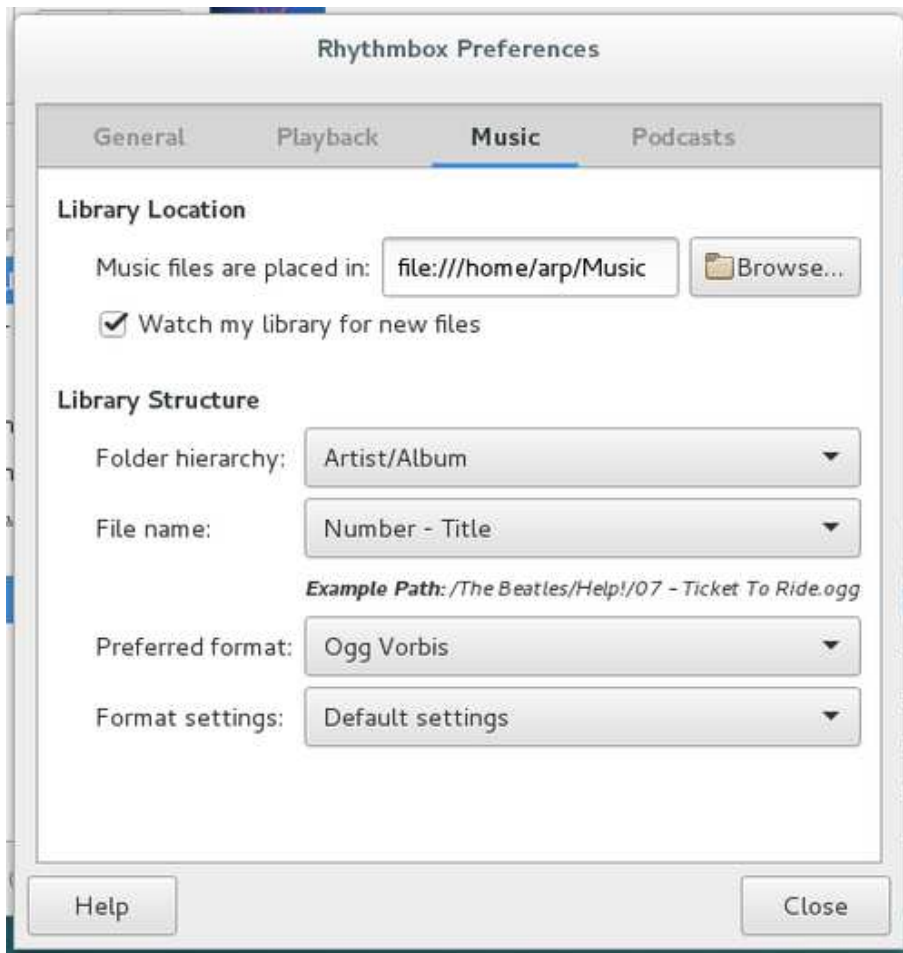 Rhythmbox Preferences
General Playback Music Podcasts
Library Location
Music files are placed in: file:///home/arp/Music Browse...
Watch my library for new files
Library Structure
Folder hierarchy: Artist/Album
File name: Number - Title
Example Path: /The Beatles/Help!/07 - Ticket To Ride.ogg
Preferred format: Ogg Vorbis
Format settings: Default settings
Help Close